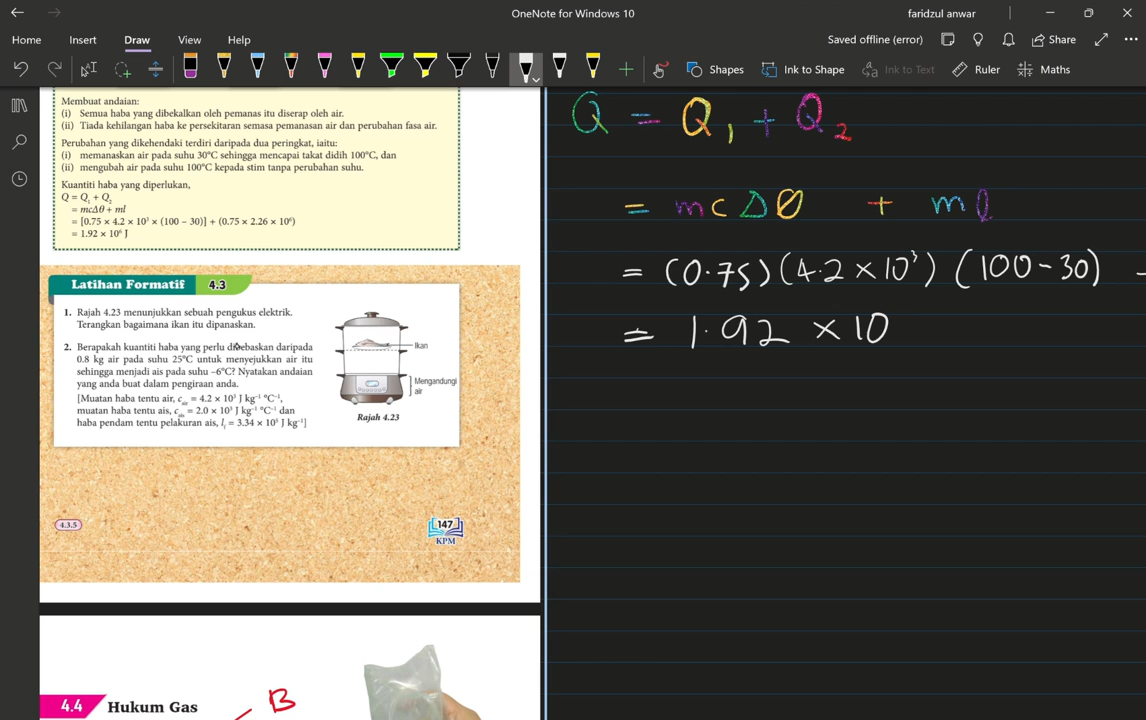 OneNote for Windows 10
faridzul anwar
Home Insert Draw View Help
Saved offline (error)
Share
Shapes
Ink to Shape
Ink to Text
Ruler
Maths
Membuat andaian:
(i) Semua haba yang dibekalkan oleh pemanas itu diserap oleh air.
(ii) Tiada kehilangan haba ke persekitaran semasa pemanasan air dan perubahan fasa air.
Perubahan yang dikehendaki terdiri daripada dua peringkat, iaitu:
(i) memanaskan air pada suhu 30°C sehingga mencapai takat didih 100°C, dan
(ii) mengubah air pada suhu 100°C kepada stim tanpa perubahan suhu.
Kuantiti haba yang diperlukan,
Q = Q₁ + Q₂
= mcΔθ + ml
= [0.75 × 4.2 × 10³ × (100 – 30)] + (0.75 × 2.26 × 10⁶)
= 1.92 × 10⁶ J
Latihan Formatif 4.3
1. Rajah 4.23 menunjukkan sebuah pengukus elektrik.
Terangkan bagaimana ikan itu dipanaskan.
2. Berapakah kuantiti haba yang perlu dibebaskan daripada
0.8 kg air pada suhu 25°C untuk menyejukkan air itu
sehingga menjadi ais pada suhu –6°C? Nyatakan andaian
yang anda buat dalam pengiraan anda.
[Muatan haba tentu air, c_air = 4.2 × 10³ J kg⁻¹ °C⁻¹,
muatan haba tentu ais, c_ais = 2.0 × 10³ J kg⁻¹ °C⁻¹ dan
haba pendam tentu pelakuran ais, l_f = 3.34 × 10⁵ J kg⁻¹]
Ikan
Mengandungi
air
Rajah 4.23
4.3.5
147
KPM
4.4 Hukum Gas
B
Q = Q₁ + Q₂
= mcΔθ + ml
= (0.75)(4.2 × 10³)(100 - 30)
= 1.92 × 10